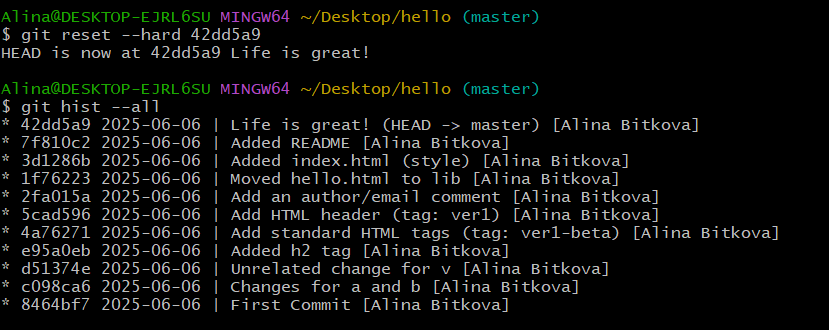 Alina@DESKTOP-EJRL6SU MINGW64 ~/Desktop/hello (master)
$ git reset --hard 42dd5a9
HEAD is now at 42dd5a9 Life is great!
Alina@DESKTOP-EJRL6SU MINGW64 ~/Desktop/hello (master)
$ git hist --all
* 42dd5a9 2025-06-06 | Life is great! (HEAD -> master) [Alina Bitkova]
* 7f810c2 2025-06-06 | Added README [Alina Bitkova]
* 3d1286b 2025-06-06 | Added index.html (style) [Alina Bitkova]
* 1f76223 2025-06-06 | Moved hello.html to lib [Alina Bitkova]
* 2fa015a 2025-06-06 | Add an author/email comment [Alina Bitkova]
* 5cad596 2025-06-06 | Add HTML header (tag: ver1) [Alina Bitkova]
* 4a76271 2025-06-06 | Add standard HTML tags (tag: ver1-beta) [Alina Bitkova]
* e95a0eb 2025-06-06 | Added h2 tag [Alina Bitkova]
* d51374e 2025-06-06 | Unrelated change for v [Alina Bitkova]
* c098ca6 2025-06-06 | Changes for a and b [Alina Bitkova]
* 8464bf7 2025-06-06 | First Commit [Alina Bitkova]